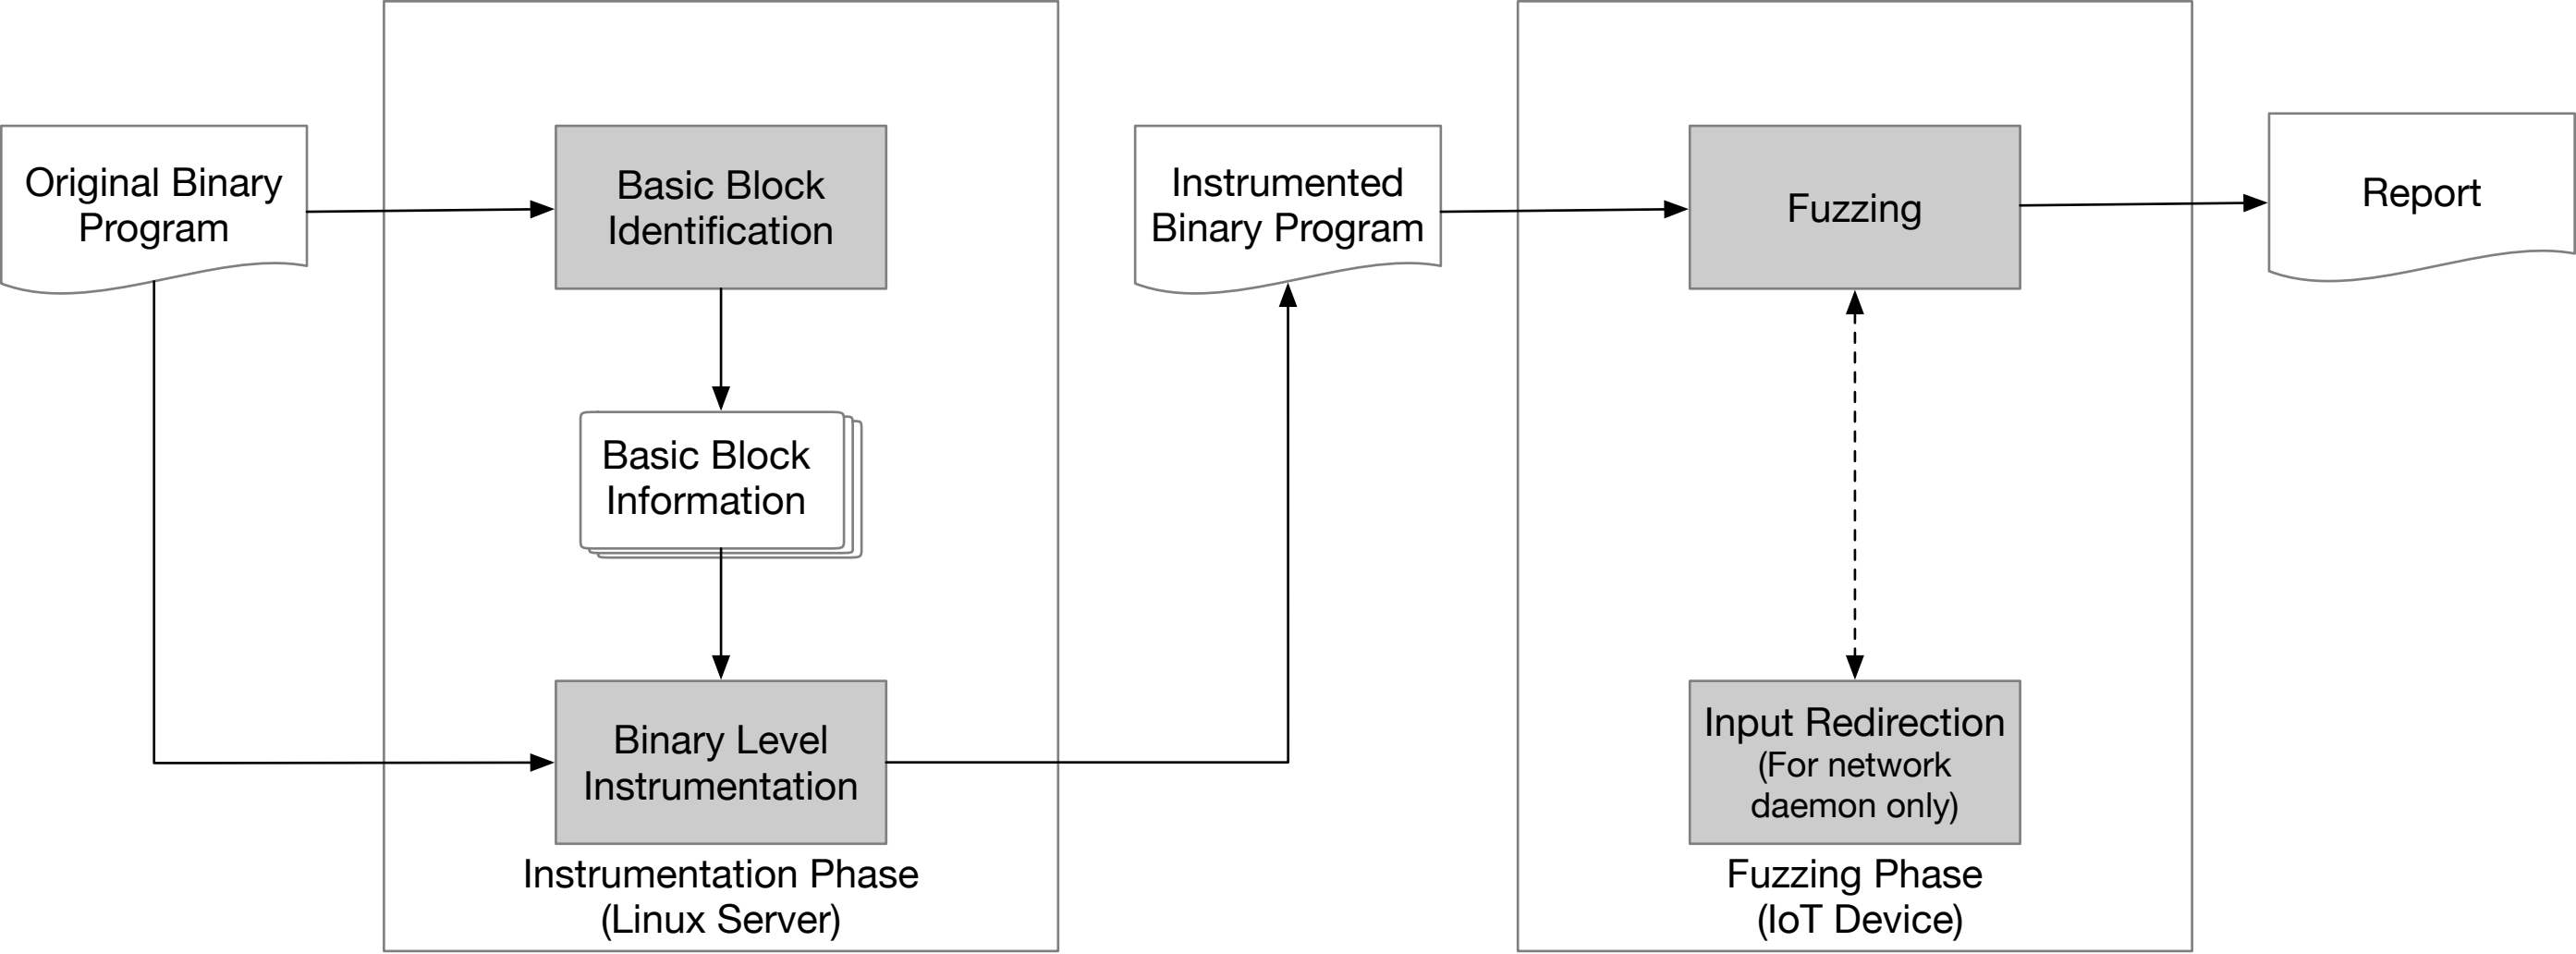 Original Binary
Program
Basic Block
Identification
Basic Block
Information
Binary Level
Instrumentation
Instrumentation Phase
(Linux Server)
Instrumented
Binary Program
Fuzzing
Input Redirection
(For network
daemon only)
Fuzzing Phase
(IoT Device)
Report